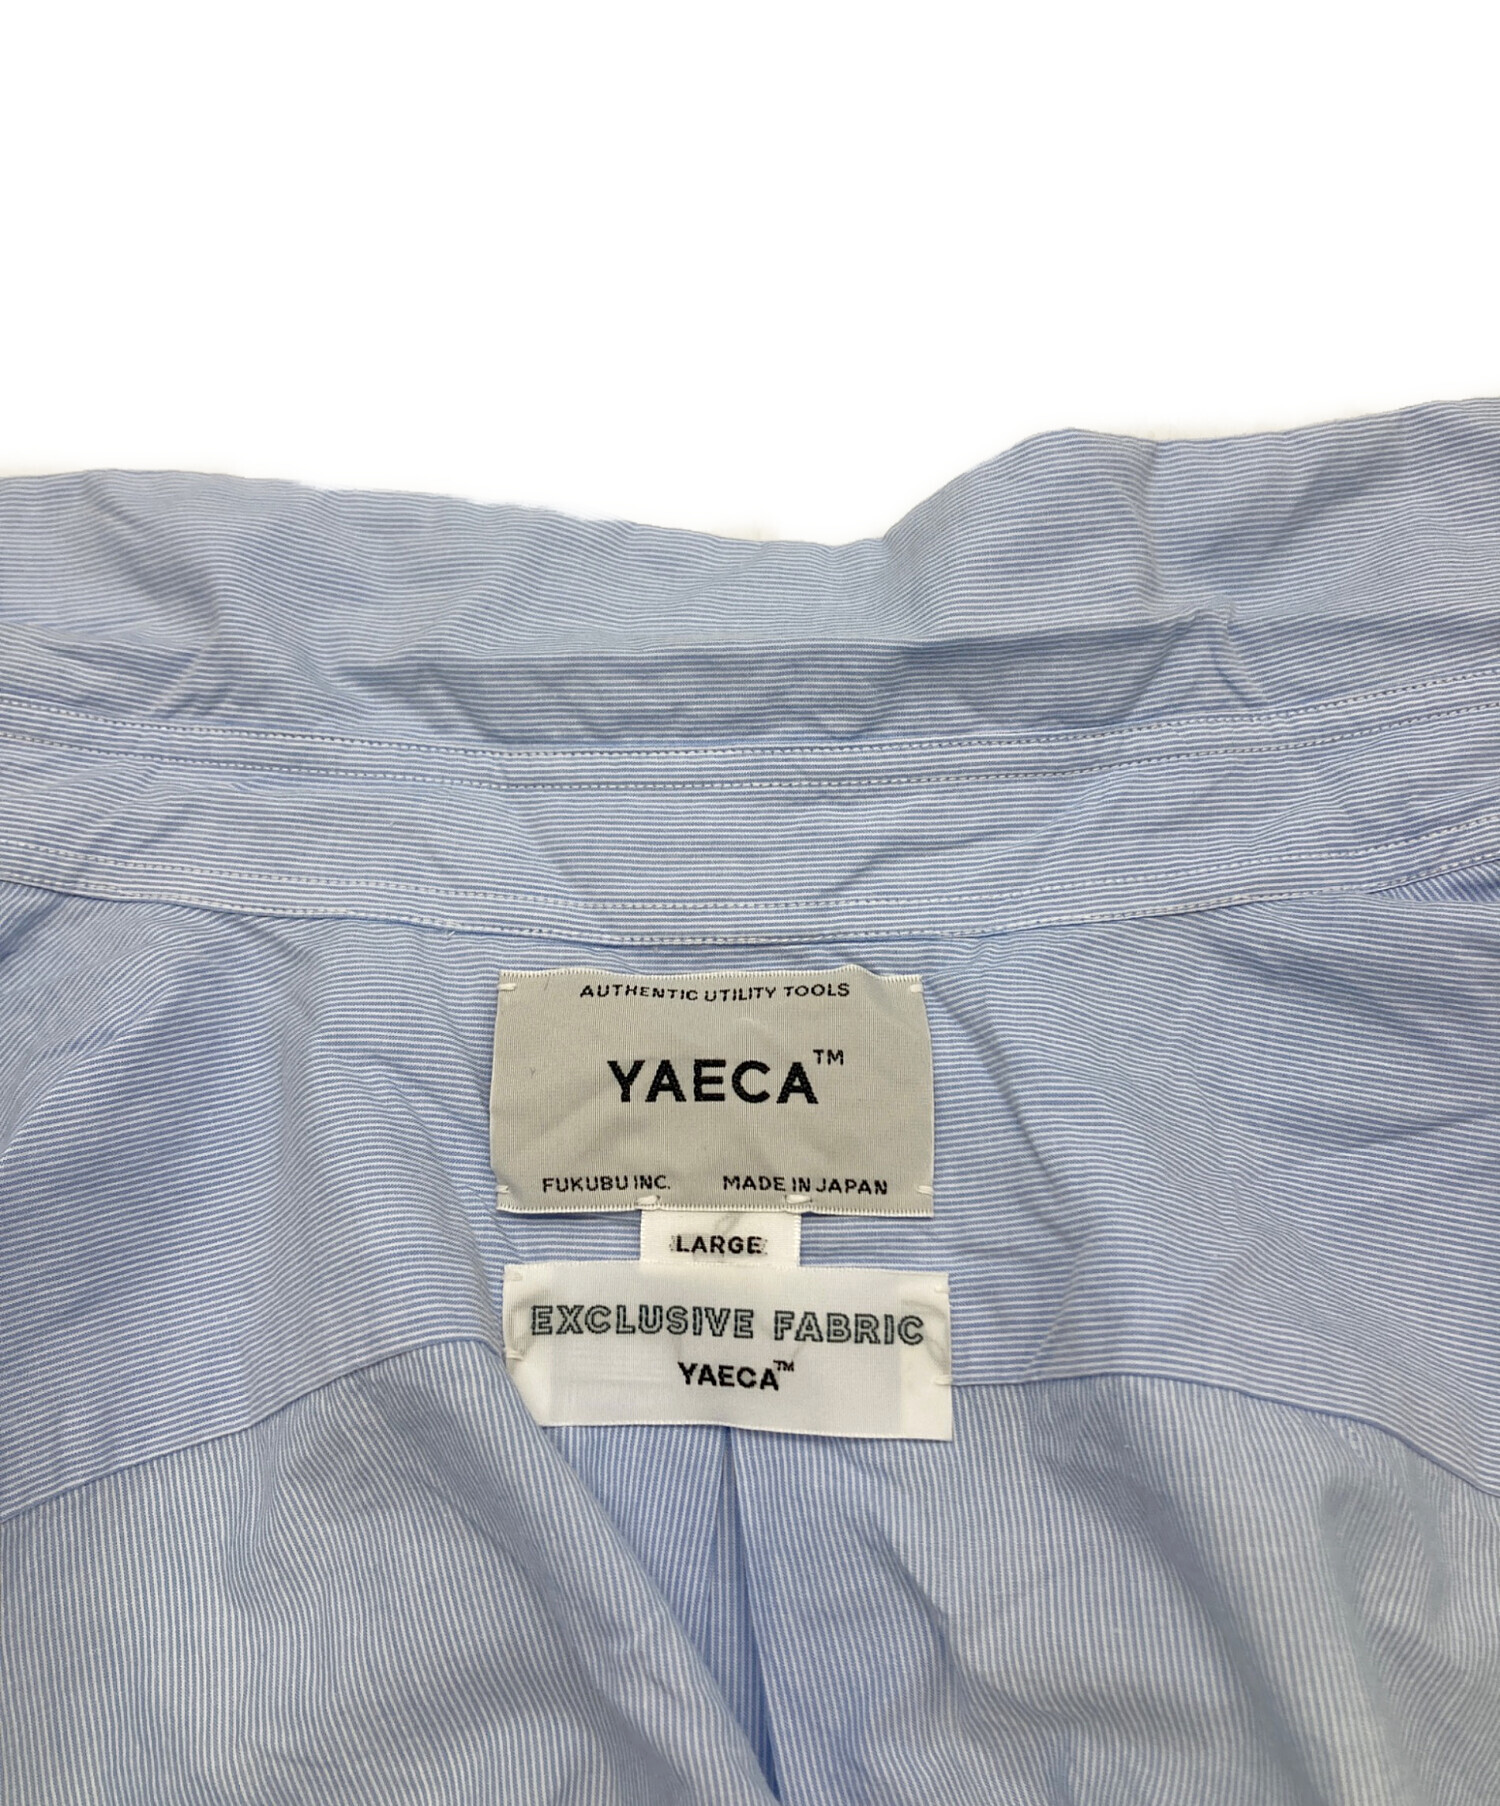 AUTHENTIC UTILITY TOOLS
YAECA™
FUKUBU INC. MADE IN JAPAN
LARGE
EXCLUSIVE FABRIC
YAECA™